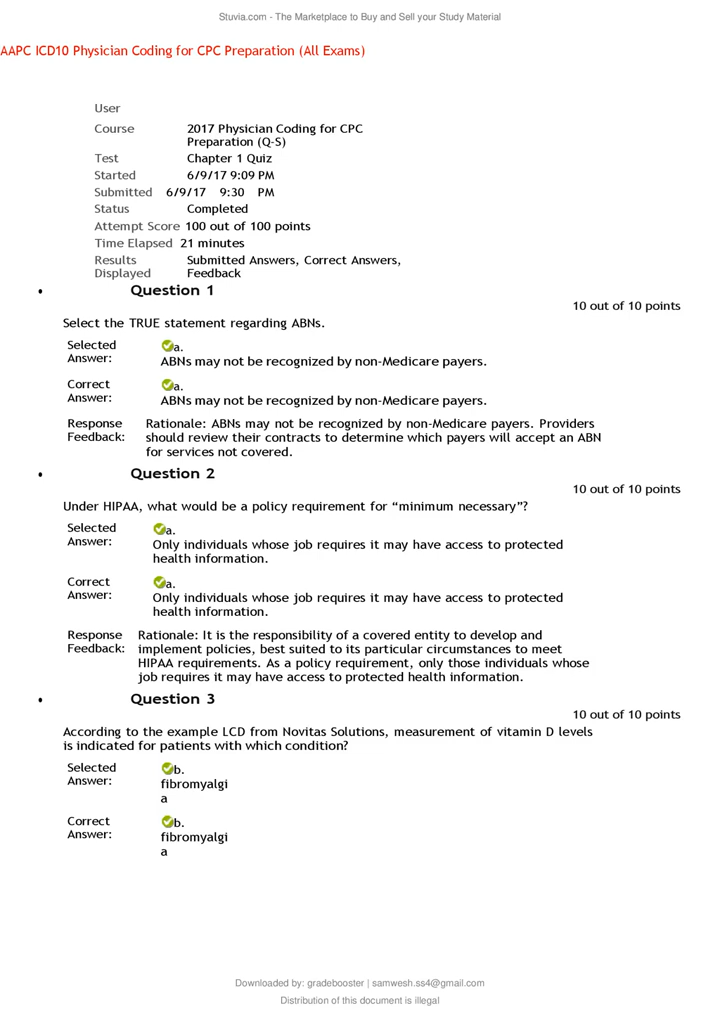 Stuvia.com - The Marketplace to Buy and Sell your Study Material
AAPC ICD10 Physician Coding for CPC Preparation (All Exams)
User
Course 2017 Physician Coding for CPC
Preparation (Q-S)
Test Chapter 1 Quiz
Started 6/9/17 9:09 PM
Submitted 6/9/17 9:30 PM
Status Completed
Attempt Score 100 out of 100 points
Time Elapsed 21 minutes
Results Submitted Answers, Correct Answers,
Displayed Feedback
• Question 1
10 out of 10 points
Select the TRUE statement regarding ABNs.
Selected a.
Answer: ABNs may not be recognized by non-Medicare payers.
Correct a.
Answer: ABNs may not be recognized by non-Medicare payers.
Response Rationale: ABNs may not be recognized by non-Medicare payers. Providers
Feedback: should review their contracts to determine which payers will accept an ABN
for services not covered.
• Question 2
10 out of 10 points
Under HIPAA, what would be a policy requirement for “minimum necessary”?
Selected a.
Answer: Only individuals whose job requires it may have access to protected
health information.
Correct a.
Answer: Only individuals whose job requires it may have access to protected
health information.
Response Rationale: It is the responsibility of a covered entity to develop and
Feedback: implement policies, best suited to its particular circumstances to meet
HIPAA requirements. As a policy requirement, only those individuals whose
job requires it may have access to protected health information.
• Question 3
10 out of 10 points
According to the example LCD from Novitas Solutions, measurement of vitamin D levels
is indicated for patients with which condition?
Selected b.
Answer: fibromyalgi
a
Correct b.
Answer: fibromyalgi
a
Downloaded by: gradebooster | samwesh.ss4@gmail.com
Distribution of this document is illegal